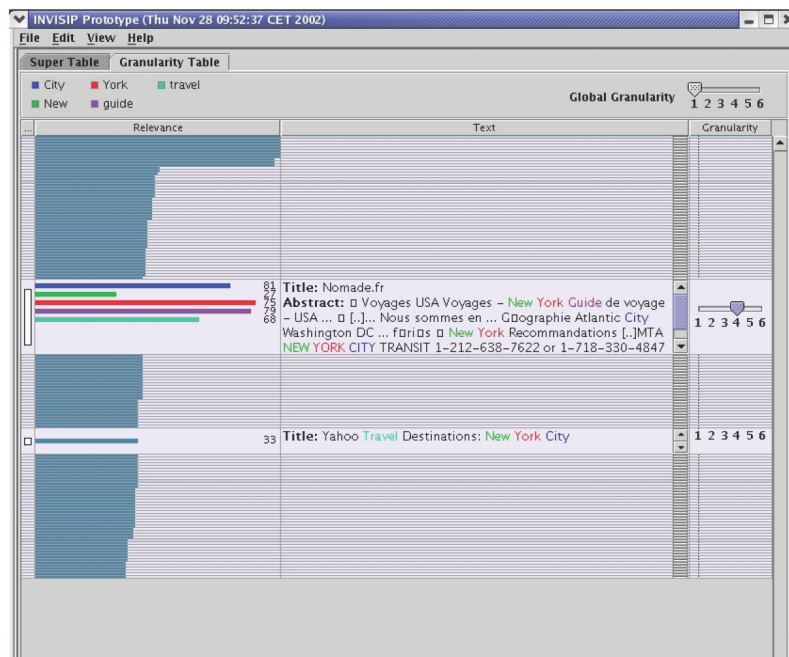 INVISIP Prototype (Thu Nov 28 09:52:37 CET 2002)
File Edit View Help
Super Table Granularity Table
City York travel
New guide
Global Granularity
1 2 3 4 5 6
... Relevance Text Granularity
81 Title: Nomade.fr
27
75 Abstract: □ Voyages USA Voyages – New York Guide de voyage
79 – USA ... □ [..]... Nous sommes en ... G□ographie Atlantic City
68 Washington DC ... f□ri□s □ New York Recommandations [..]MTA
NEW YORK CITY TRANSIT 1–212–638–7622 or 1–718–330–4847
1 2 3 4 5 6
33 Title: Yahoo Travel Destinations: New York City
1 2 3 4 5 6